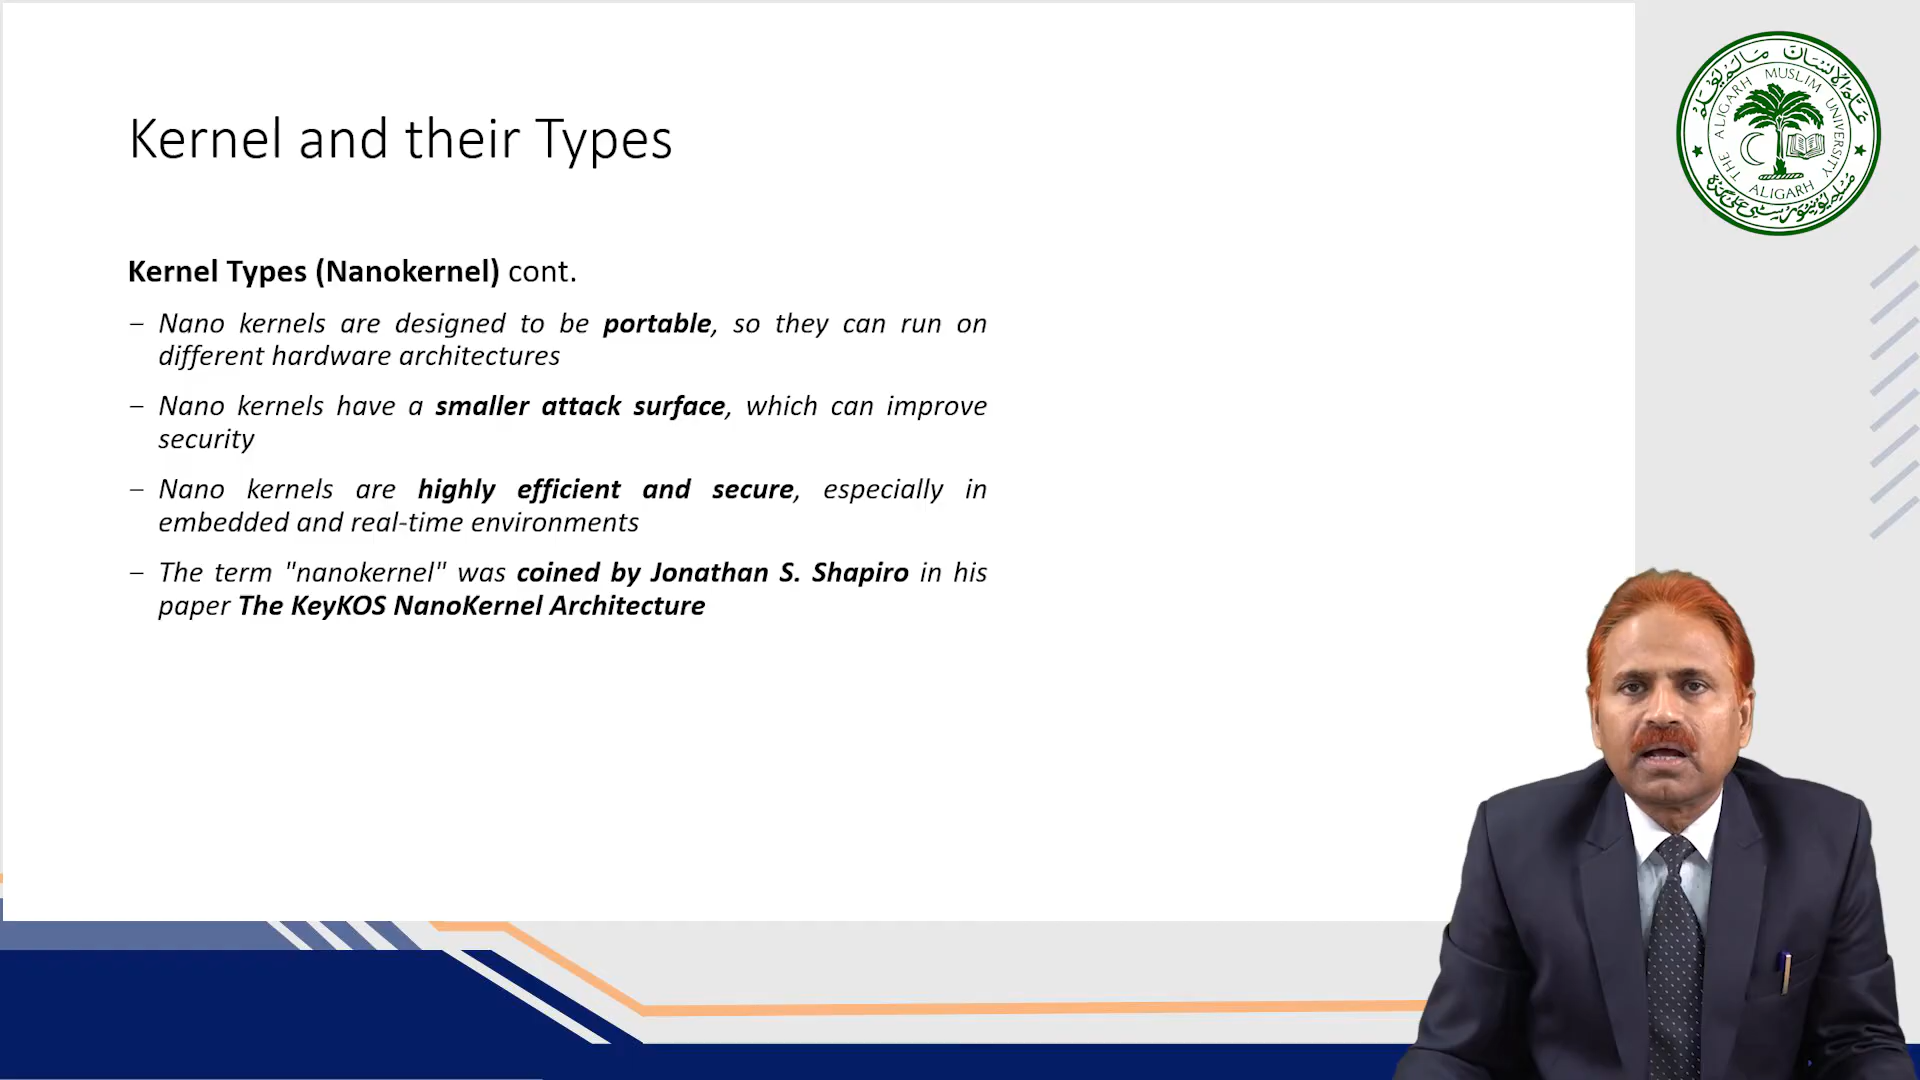 Kernel and their Types
Kernel Types (Nanokernel) cont.
– Nano kernels are designed to be portable, so they can run on
different hardware architectures
– Nano kernels have a smaller attack surface, which can improve
security
– Nano kernels are highly efficient and secure, especially in
embedded and real-time environments
– The term "nanokernel" was coined by Jonathan S. Shapiro in his
paper The KeyKOS NanoKernel Architecture
THE ALIGARH MUSLIM UNIVERSITY
ALIGARH